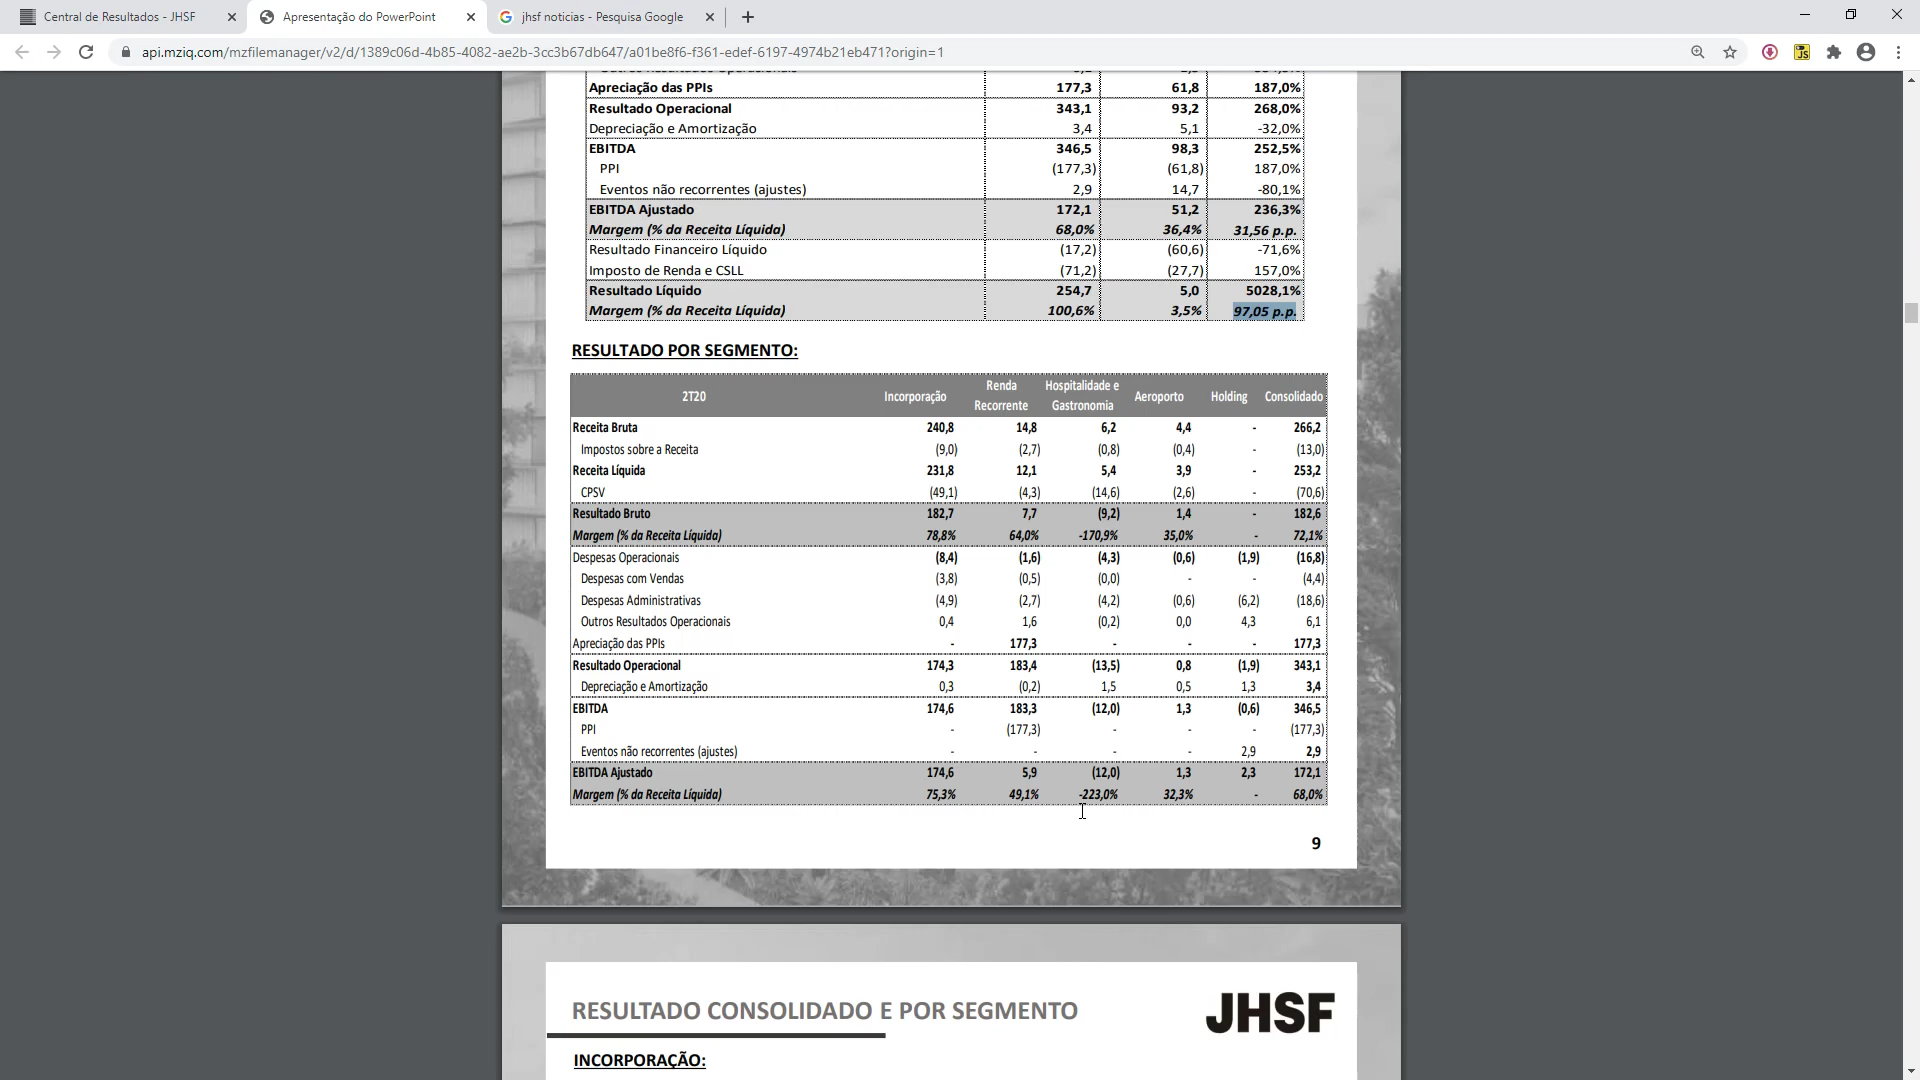 Central de Resultados - JHSF
Apresentação do PowerPoint
jhsf noticias - Pesquisa Google
api.mziq.com/mzfilemanager/v2/d/1389c06d-4b85-4082-ae2b-3cc3b67db647/a01be8f6-f361-edef-6197-4974b21eb471?origin=1
Apreciação das PPIs 177,3 61,8 187,0%
Resultado Operacional 343,1 93,2 268,0%
Depreciação e Amortização 3,4 5,1 -32,0%
EBITDA 346,5 98,3 252,5%
PPI (177,3) (61,8) 187,0%
Eventos não recorrentes (ajustes) 2,9 14,7 -80,1%
EBITDA Ajustado 172,1 51,2 236,3%
Margem (% da Receita Líquida) 68,0% 36,4% 31,56 p.p.
Resultado Financeiro Líquido (17,2) (60,6) -71,6%
Imposto de Renda e CSLL (71,2) (27,7) 157,0%
Resultado Líquido 254,7 5,0 5028,1%
Margem (% da Receita Líquida) 100,6% 3,5% 97,05 p.p.
RESULTADO POR SEGMENTO:
2T20 Incorporação Renda Recorrente Hospitalidade e Gastronomia Aeroporto Holding Consolidado
Receita Bruta 240,8 14,8 6,2 4,4 - 266,2
Impostos sobre a Receita (9,0) (2,7) (0,8) (0,4) - (13,0)
Receita Líquida 231,8 12,1 5,4 3,9 - 253,2
CPSV (49,1) (4,3) (14,6) (2,6) - (70,6)
Resultado Bruto 182,7 7,7 (9,2) 1,4 - 182,6
Margem (% da Receita Líquida) 78,8% 64,0% -170,9% 35,0% - 72,1%
Despesas Operacionais (8,4) (1,6) (4,3) (0,6) (1,9) (16,8)
Despesas com Vendas (3,8) (0,5) (0,0) - - (4,4)
Despesas Administrativas (4,9) (2,7) (4,2) (0,6) (6,2) (18,6)
Outros Resultados Operacionais 0,4 1,6 (0,2) 0,0 4,3 6,1
Apreciação das PPIs - 177,3 - - - 177,3
Resultado Operacional 174,3 183,4 (13,5) 0,8 (1,9) 343,1
Depreciação e Amortização 0,3 (0,2) 1,5 0,5 1,3 3,4
EBITDA 174,6 183,3 (12,0) 1,3 (0,6) 346,5
PPI - (177,3) - - - (177,3)
Eventos não recorrentes (ajustes) - - - - 2,9 2,9
EBITDA Ajustado 174,6 5,9 (12,0) 1,3 2,3 172,1
Margem (% da Receita Líquida) 75,3% 49,1% -223,0% 32,3% - 68,0%
9
RESULTADO CONSOLIDADO E POR SEGMENTO
JHSF
INCORPORAÇÃO: